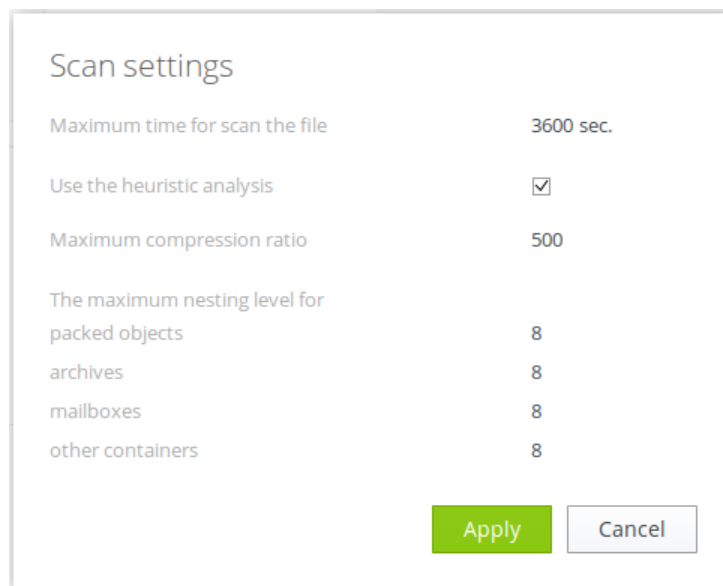 Scan settings
Maximum time for scan the file 3600 sec.
Use the heuristic analysis
Maximum compression ratio 500
The maximum nesting level for
packed objects 8
archives 8
mailboxes 8
other containers 8
Apply Cancel